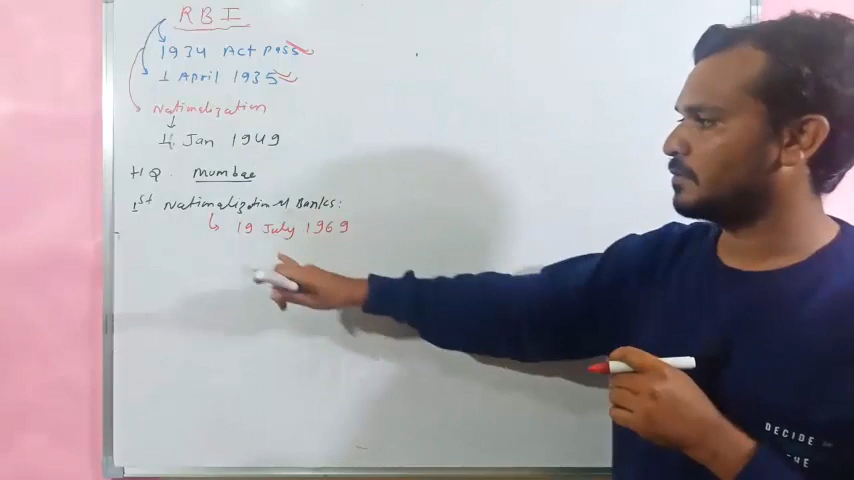 RBI
1934 Act Pass
1 April 1935
Nationalization
1 Jan 1949
HQ. Mumbai
1st Nationalization of Banks:
19 July 1969
DECIDE